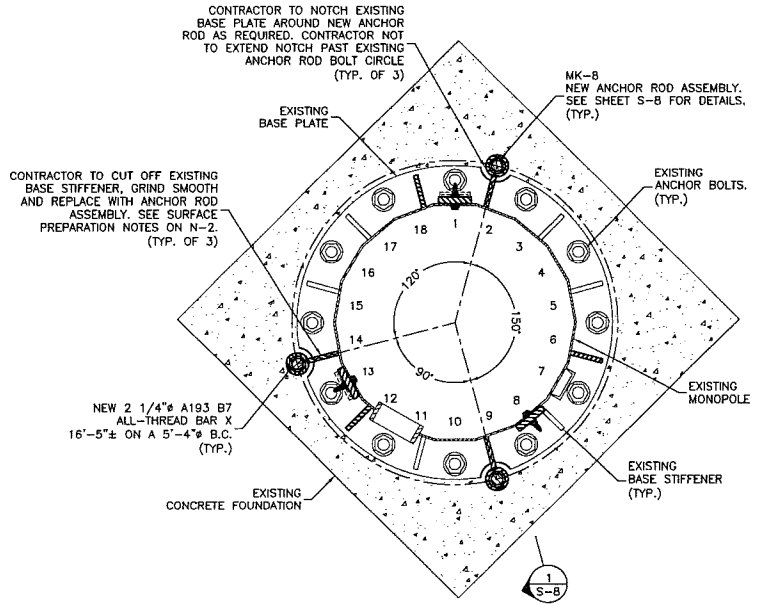 CONTRACTOR TO NOTCH EXISTING
BASE PLATE AROUND NEW ANCHOR
ROD AS REQUIRED. CONTRACTOR NOT
TO EXTEND NOTCH PAST EXISTING
ANCHOR ROD BOLT CIRCLE
(TYP. OF 3)
MK-8
NEW ANCHOR ROD ASSEMBLY.
SEE SHEET S-8 FOR DETAILS.
(TYP.)
EXISTING
BASE PLATE
EXISTING
ANCHOR BOLTS.
(TYP.)
CONTRACTOR TO CUT OFF EXISTING
BASE STIFFENER, GRIND SMOOTH
AND REPLACE WITH ANCHOR ROD
ASSEMBLY. SEE SURFACE
PREPARATION NOTES ON N-2.
(TYP. OF 3)
1
2
3
4
5
6
7
8
9
10
11
12
13
14
15
16
17
18
120°
150°
90°
EXISTING
MONOPOLE
NEW 2 1/4"ø A193 B7
ALL-THREAD BAR X
16'-5"± ON A 5'-4"ø B.C.
(TYP.)
EXISTING
BASE STIFFENER
(TYP.)
EXISTING
CONCRETE FOUNDATION
1
S-8